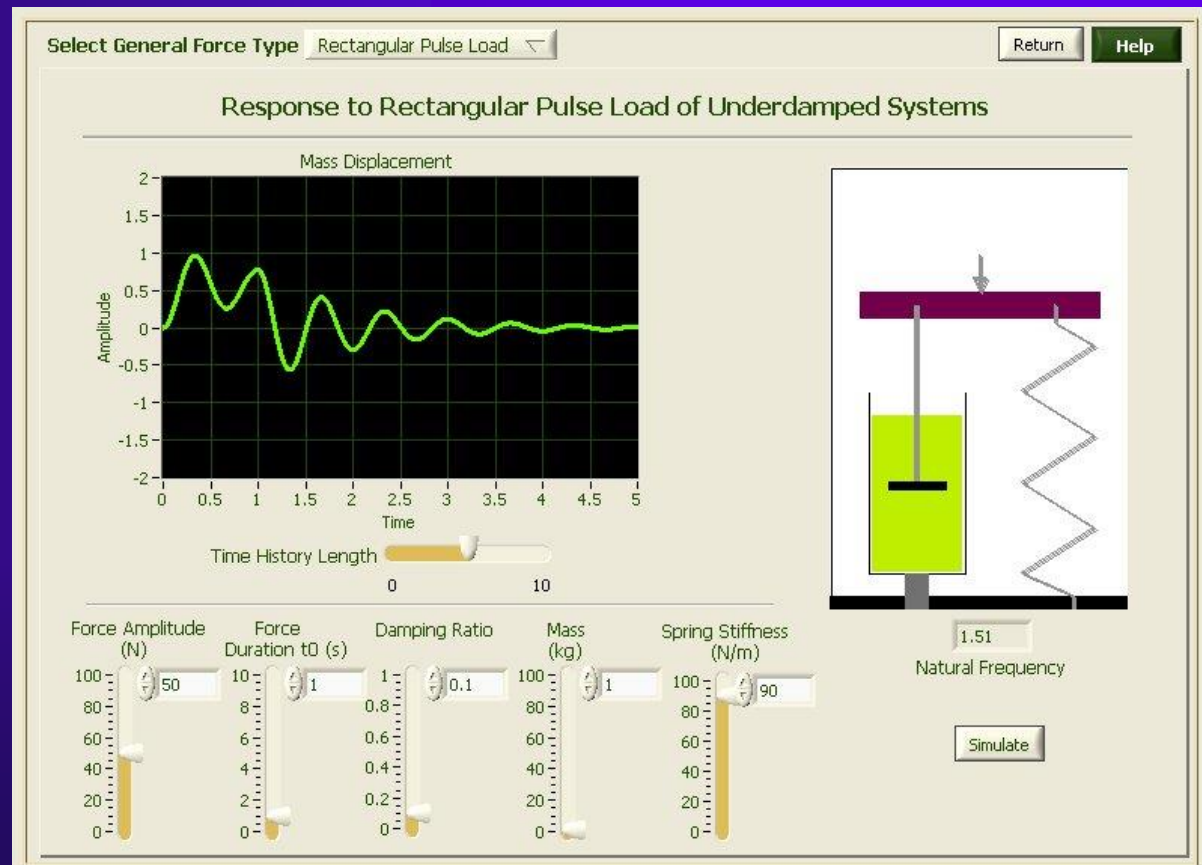 Select General Force Type Rectangular Pulse Load Return Help
Response to Rectangular Pulse Load of Underdamped Systems
Mass Displacement
2
1.5
1
0.5
0
-0.5
-1
-1.5
-2
Amplitude
0 0.5 1 1.5 2 2.5 3 3.5 4 4.5 5
Time
Time History Length
0 10
Force Amplitude
(N)
50
100
80
60
40
20
0
Force
Duration t0 (s)
1
10
8
6
4
2
0
Damping Ratio
0.1
1
0.8
0.6
0.4
0.2
0
Mass
(kg)
1
100
80
60
40
20
0
Spring Stiffness
(N/m)
90
100
80
60
40
20
0
1.51
Natural Frequency
Simulate